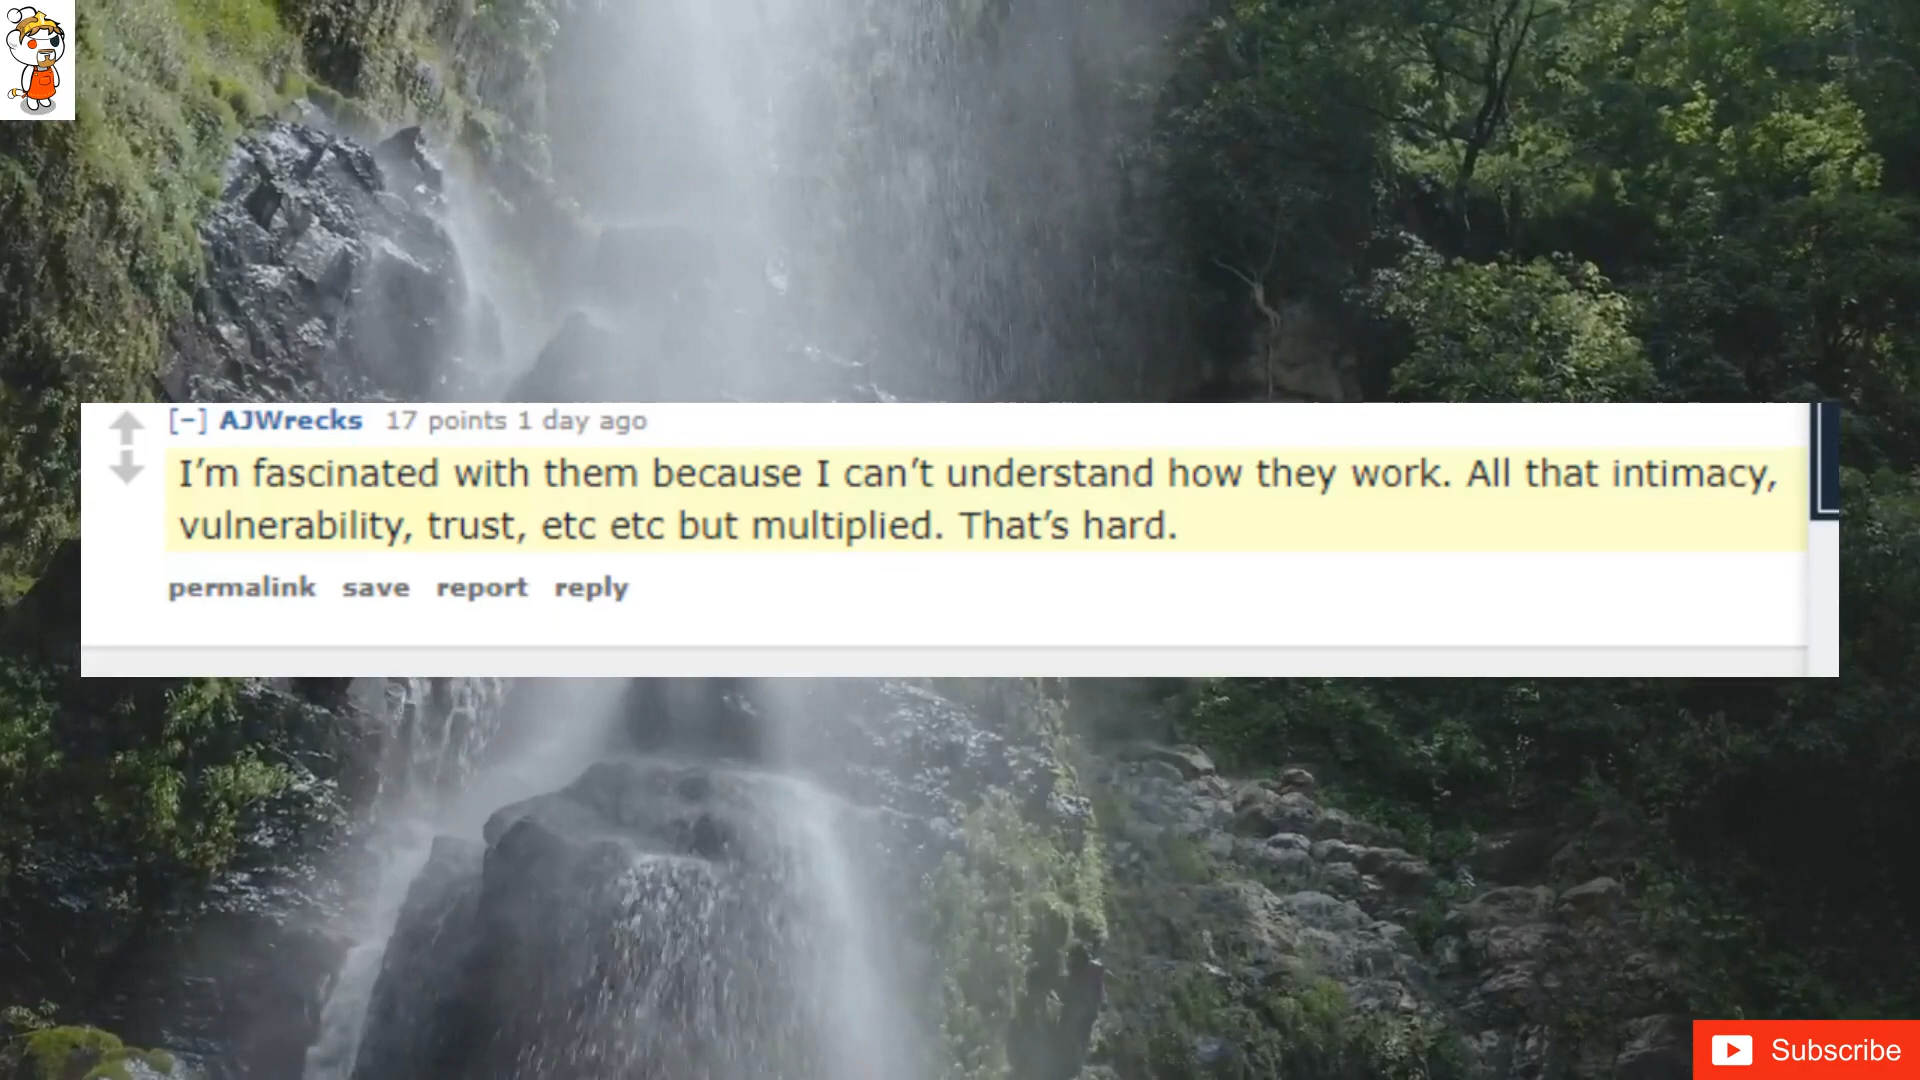 [-] AJWrecks 17 points 1 day ago
I’m fascinated with them because I can’t understand how they work. All that intimacy,
vulnerability, trust, etc etc but multiplied. That’s hard.
permalink save report reply
Subscribe